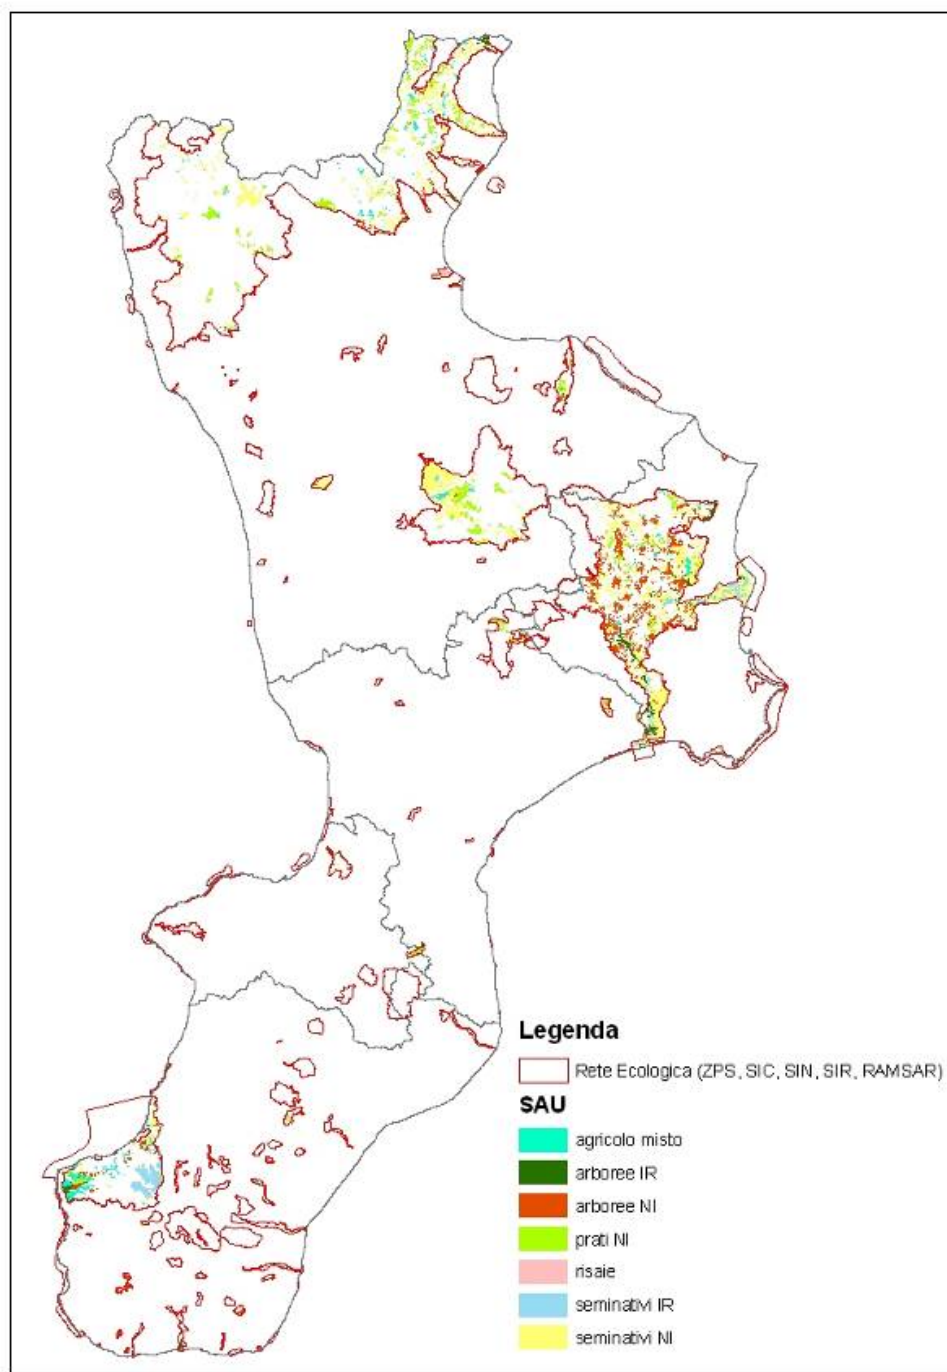 Legenda
Rete Ecologica (ZPS, SIC, SIN, SIR, RAMSAR)
SAU
agricolo misto
arboree IR
arboree NI
prati NI
risaie
seminativi IR
seminativi NI